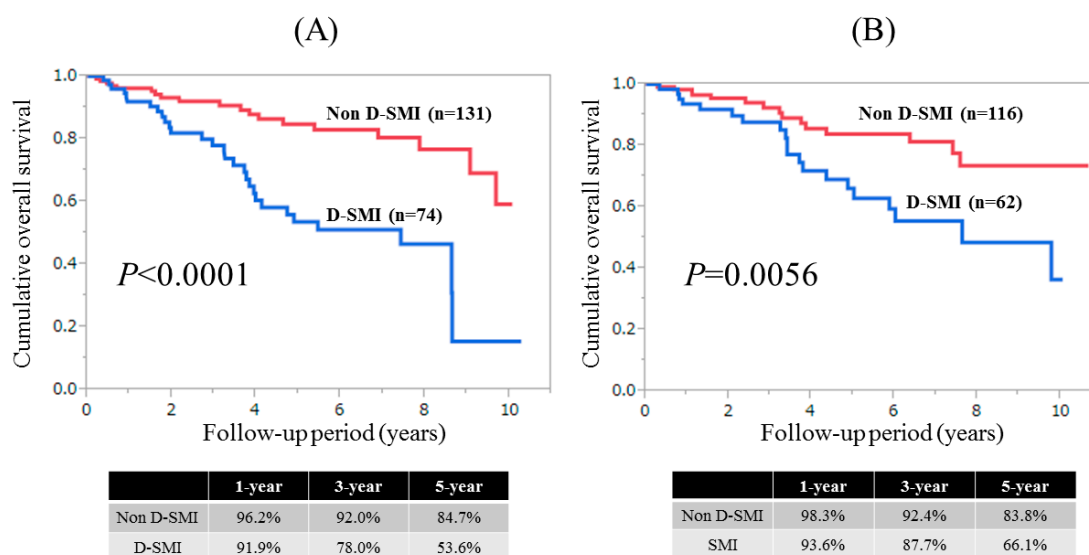 (A)
Cumulative overall survival
1.0
0.8
0.6
0.4
0.2
0.0
Non D-SMI (n=131)
D-SMI (n=74)
P<0.0001
0 2 4 6 8 10
Follow-up period (years)
1-year 3-year 5-year
Non D-SMI 96.2% 92.0% 84.7%
D-SMI 91.9% 78.0% 53.6%
(B)
Cumulative overall survival
1.0
0.8
0.6
0.4
0.2
0.0
Non D-SMI (n=116)
D-SMI (n=62)
P=0.0056
0 2 4 6 8 10
Follow-up period (years)
1-year 3-year 5-year
Non D-SMI 98.3% 92.4% 83.8%
SMI 93.6% 87.7% 66.1%